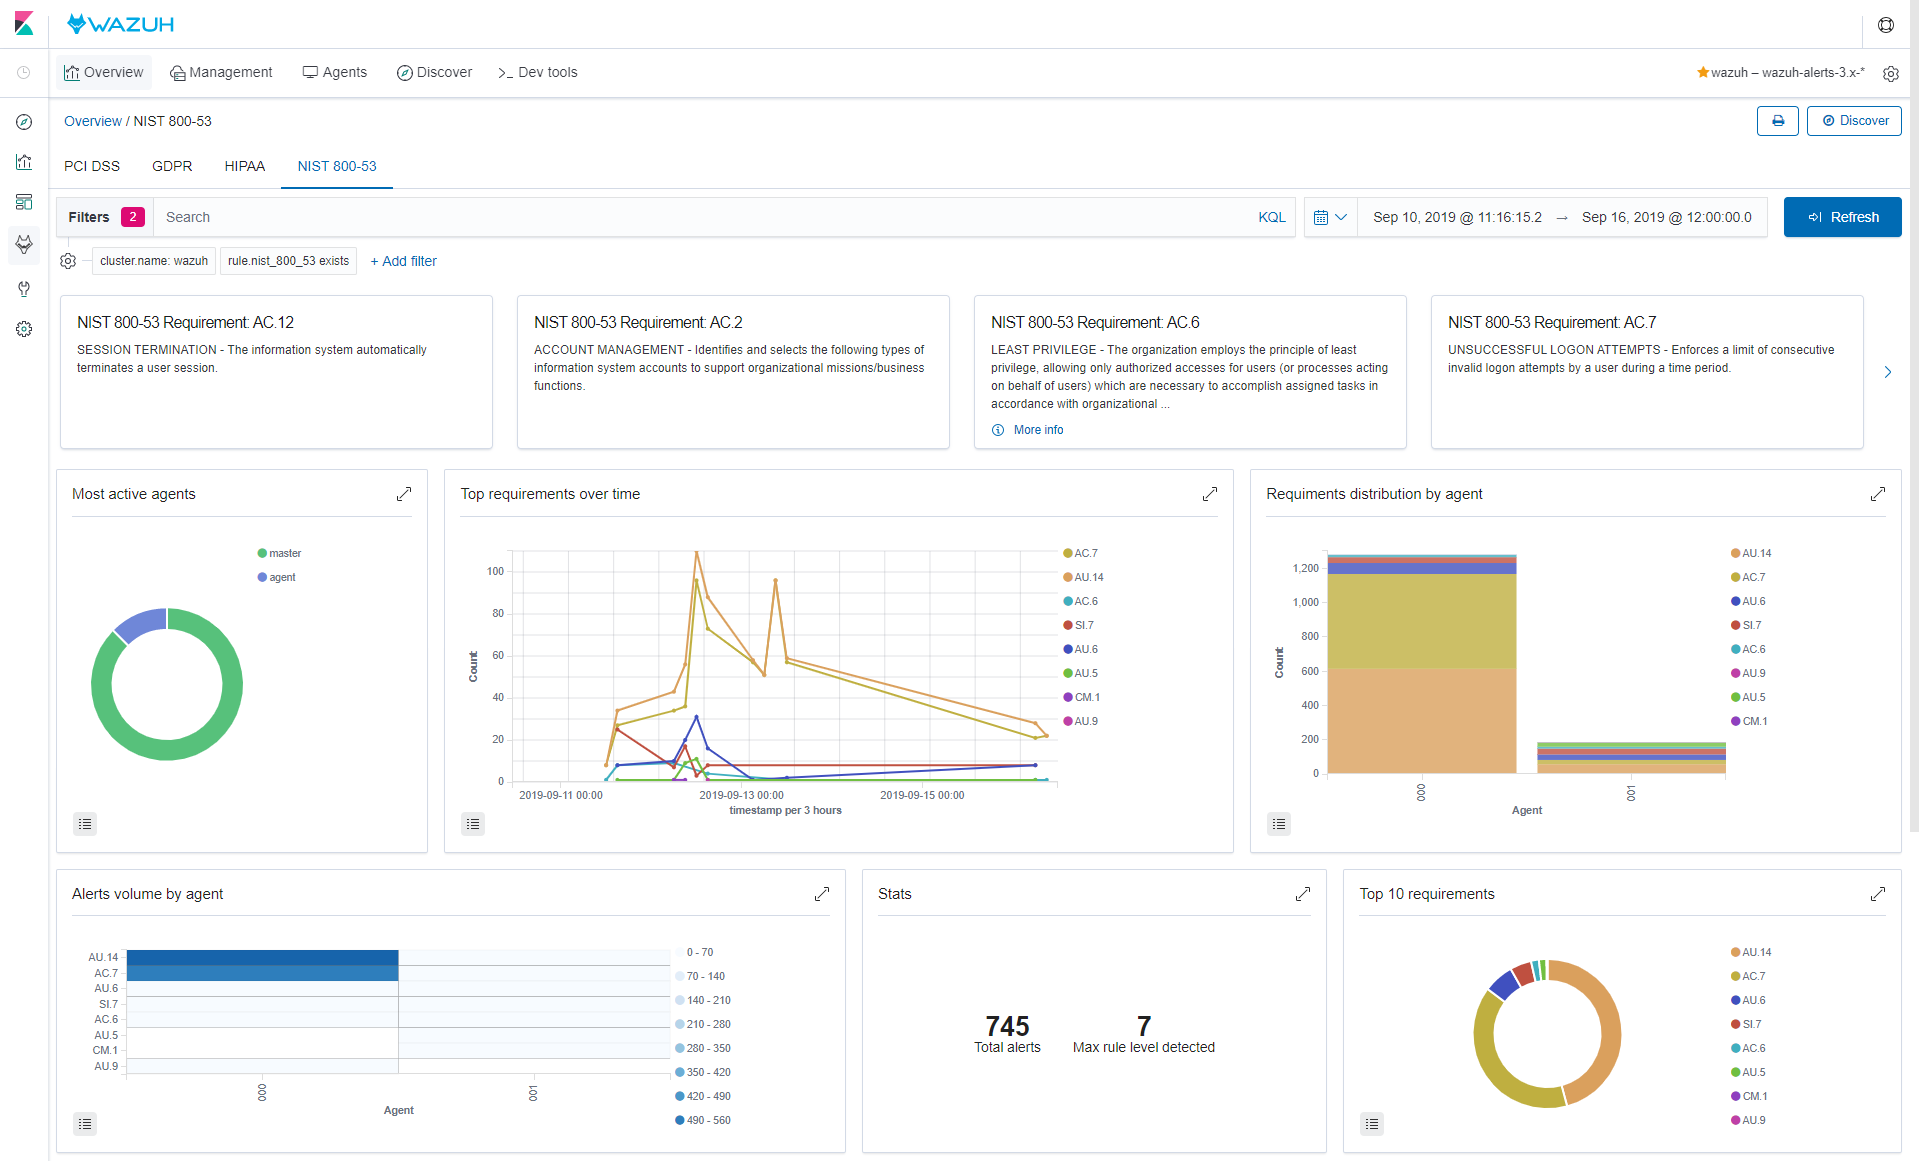 WAZUH
Overview
Management
Agents
Discover
Dev tools
wazuh – wazuh-alerts-3.x-*
Overview / NIST 800-53
Discover
PCI DSS
GDPR
HIPAA
NIST 800-53
Filters 2
Search
KQL
Sep 10, 2019 @ 11:16:15.2 → Sep 16, 2019 @ 12:00:00.0
Refresh
cluster.name: wazuh
rule.nist_800_53 exists
+ Add filter
NIST 800-53 Requirement: AC.12
SESSION TERMINATION - The information system automatically
terminates a user session.
NIST 800-53 Requirement: AC.2
ACCOUNT MANAGEMENT - Identifies and selects the following types of
information system accounts to support organizational missions/business
functions.
NIST 800-53 Requirement: AC.6
LEAST PRIVILEGE - The organization employs the principle of least
privilege, allowing only authorized accesses for users (or processes acting
on behalf of users) which are necessary to accomplish assigned tasks in
accordance with organizational ...
More info
NIST 800-53 Requirement: AC.7
UNSUCCESSFUL LOGON ATTEMPTS - Enforces a limit of consecutive
invalid logon attempts by a user during a time period.
Most active agents
master
agent
Top requirements over time
100
80
60
40
20
0
Count
2019-09-11 00:00
2019-09-13 00:00
2019-09-15 00:00
timestamp per 3 hours
AC.7
AU.14
AC.6
SI.7
AU.6
AU.5
CM.1
AU.9
Requiments distribution by agent
1,200
1,000
800
600
400
200
0
Count
000
001
Agent
AU.14
AC.7
AU.6
SI.7
AC.6
AU.9
AU.5
CM.1
Alerts volume by agent
AU.14
AC.7
AU.6
SI.7
AC.6
AU.5
CM.1
AU.9
000
001
Agent
0 - 70
70 - 140
140 - 210
210 - 280
280 - 350
350 - 420
420 - 490
490 - 560
Stats
745
Total alerts
7
Max rule level detected
Top 10 requirements
AU.14
AC.7
AU.6
SI.7
AC.6
AU.5
CM.1
AU.9